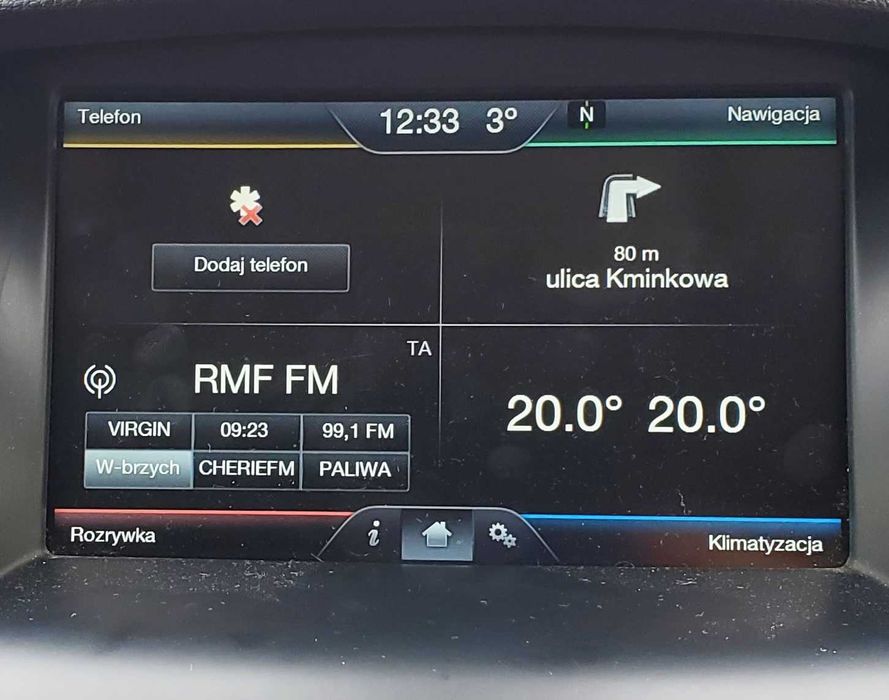 Telefon
12:33 3°
N
Nawigacja
Dodaj telefon
80 m
ulica Kminkowa
TA
RMF FM
VIRGIN 09:23 99,1 FM
W-brzych CHERIEFM PALIWA
20.0° 20.0°
Rozrywka
i
Klimatyzacja